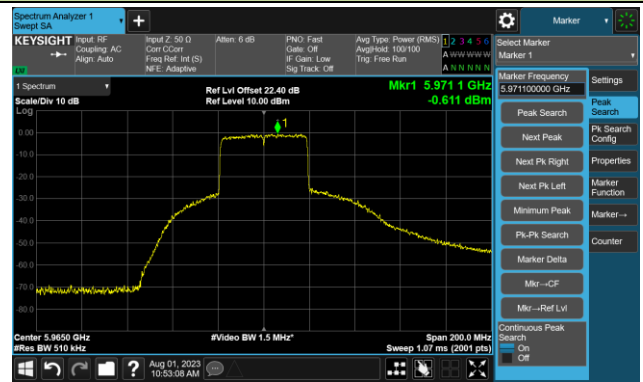 Spectrum Analyzer 1
Swept SA
Marker
KEYSIGHT
Input: RF
Coupling: AC
Align: Auto
Input Z: 50 Ω
Corr CCorr
Freq Ref: Int (S)
NFE: Adaptive
Atten: 6 dB
PNO: Fast
Gate: Off
IF Gain: Low
Sig Track: Off
Avg Type: Power (RMS)
Avg|Hold: 100/100
Trig: Free Run
1 2 3 4 5 6
A W W W W W
A N N N N N
LW
Select Marker
Marker 1
1 Spectrum
Scale/Div 10 dB
Log
Ref Lvl Offset 22.40 dB
Ref Level 10.00 dBm
Mkr1 5.971 1 GHz
-0.611 dBm
1
0.00
-10.0
-20.0
-30.0
-40.0
-50.0
-60.0
-70.0
-80.0
Center 5.9650 GHz
#Res BW 510 kHz
#Video BW 1.5 MHz*
Span 200.0 MHz
Sweep 1.07 ms (2001 pts)
Marker Frequency
5.971100000 GHz
Peak Search
Next Peak
Next Pk Right
Next Pk Left
Minimum Peak
Pk-Pk Search
Marker Delta
Mkr→CF
Mkr→Ref Lvl
Continuous Peak
Search
On
Off
Settings
Peak
Search
Pk Search
Config
Properties
Marker
Function
Marker→
Counter
?
Aug 01, 2023
10:53:08 AM